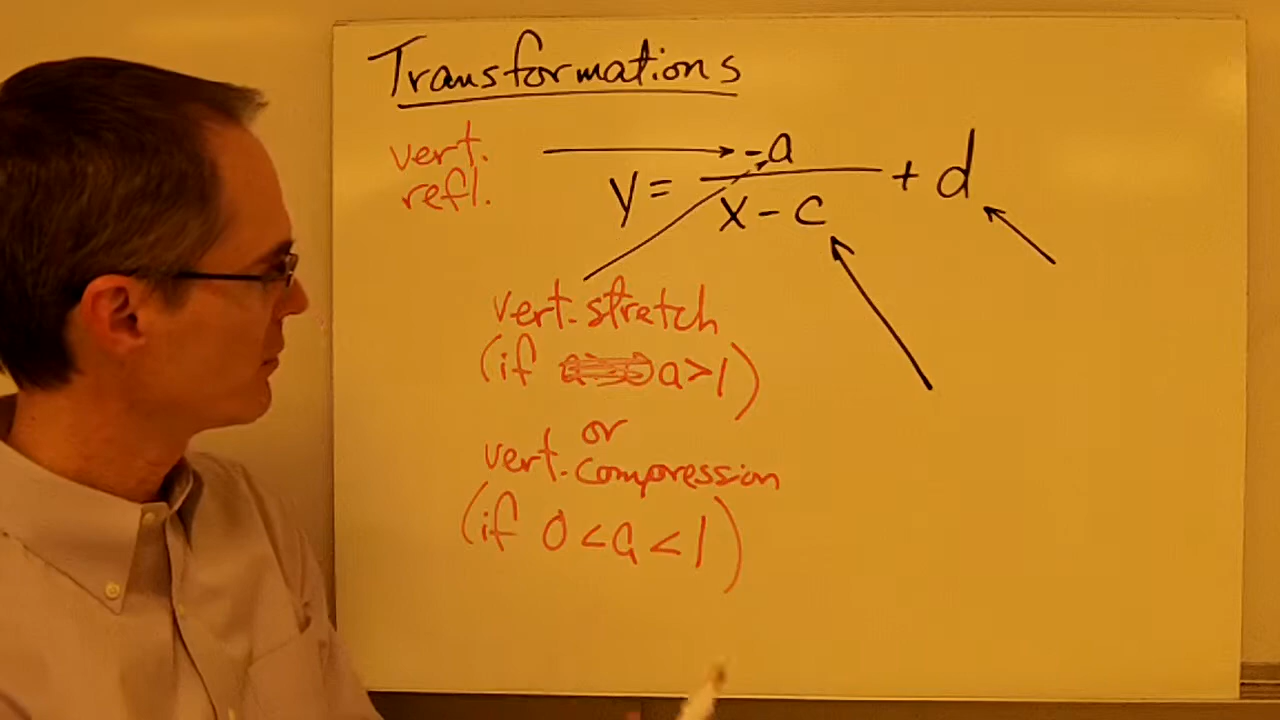 Transformations
vert.
refl.
y = -a / x - c + d
vert. stretch
(if a>1)
or
vert. compression
(if 0<a<1)